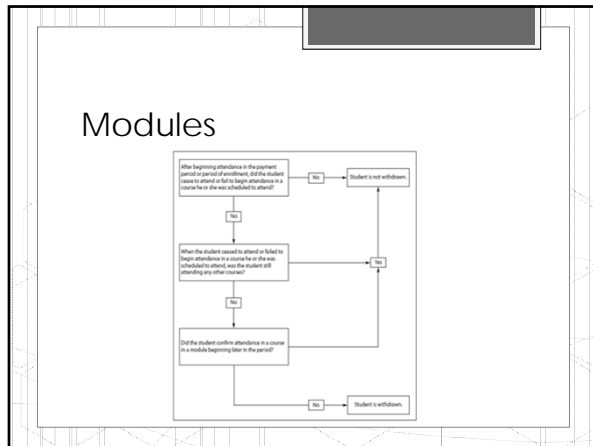 Modules
After beginning attendance in the payment
period or period of enrollment, did the student
cease to attend or fail to begin attendance in a
course he or she was scheduled to attend?
No
Student is not withdrawn.
Yes
When the student ceased to attend or failed to
begin attendance in a course he or she was
scheduled to attend, was the student still
attending any other courses?
Yes
No
Did the student confirm attendance in a course
in a module beginning later in the period?
No
Student is withdrawn.